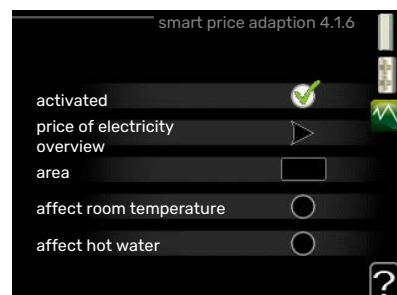 smart price adaption 4.1.6
activated
price of electricity
overview
area
affect room temperature
affect hot water
?